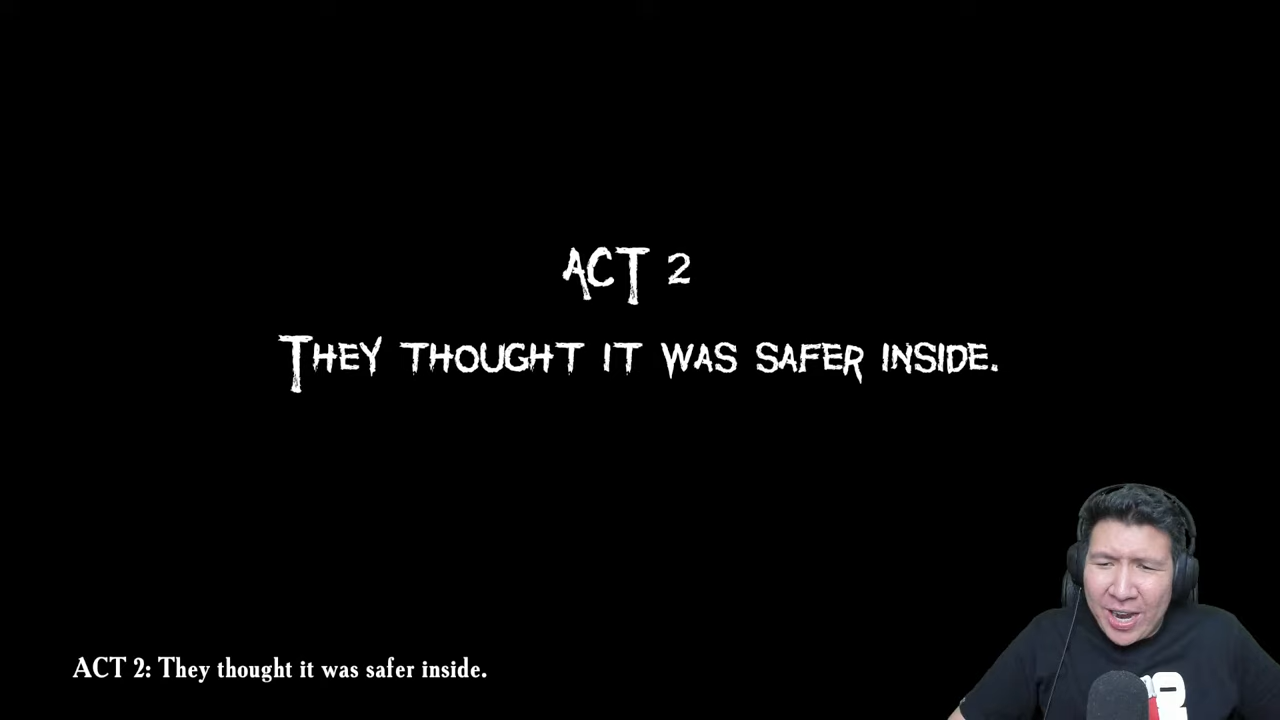 ACT 2
They thought it was safer inside.
ACT 2: They thought it was safer inside.